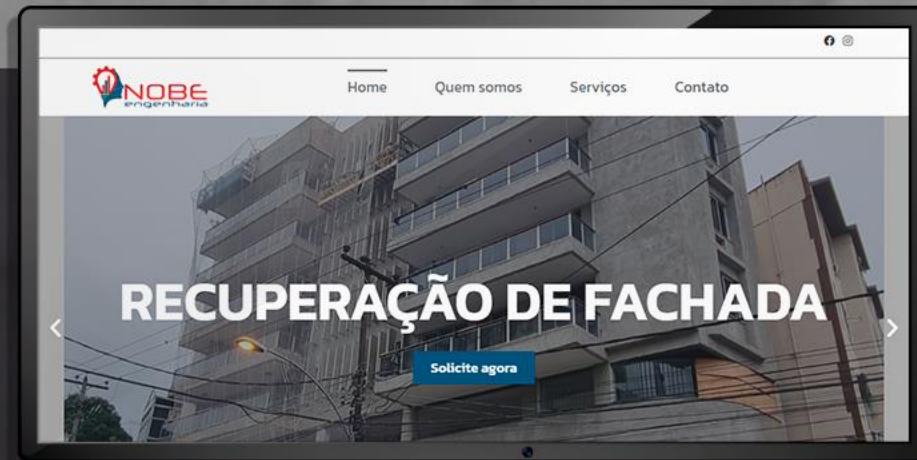 NOBE
engenharia
Home Quem somos Serviços Contato
RECUPERAÇÃO DE FACHADA
Solicite agora